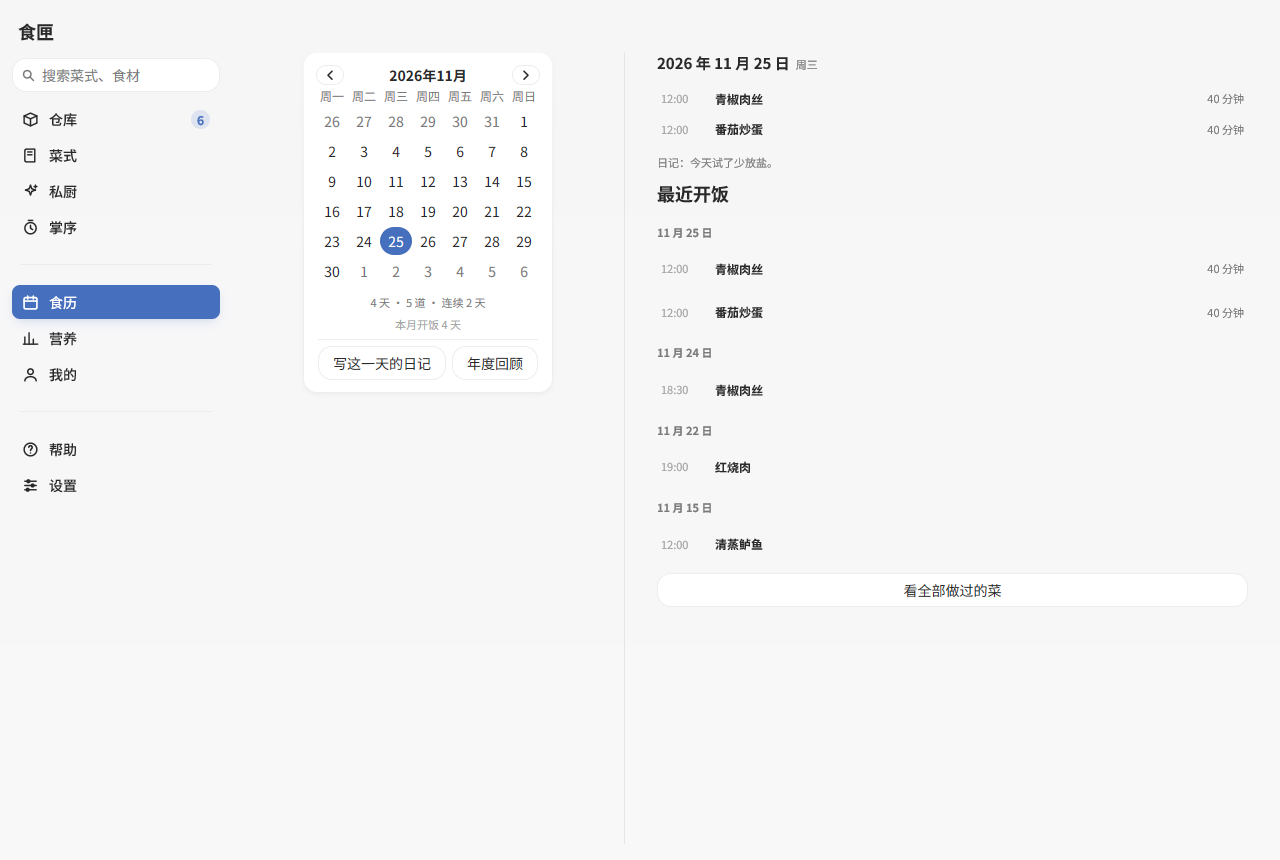 食匣
搜索菜式、食材
仓库 6
菜式
私厨
掌序
食历
营养
我的
帮助
设置
2026年11月
周一 周二 周三 周四 周五 周六 周日
26 27 28 29 30 31 1
2 3 4 5 6 7 8
9 10 11 12 13 14 15
16 17 18 19 20 21 22
23 24 25 26 27 28 29
30 1 2 3 4 5 6
4 天 · 5 道 · 连续 2 天
本月开饭 4 天
写这一天的日记 年度回顾
2026 年 11 月 25 日 周三
12:00 青椒肉丝 40 分钟
12:00 番茄炒蛋 40 分钟
日记：今天试了少放盐。
最近开饭
11 月 25 日
12:00 青椒肉丝 40 分钟
12:00 番茄炒蛋 40 分钟
11 月 24 日
18:30 青椒肉丝
11 月 22 日
19:00 红烧肉
11 月 15 日
12:00 清蒸鲈鱼
看全部做过的菜